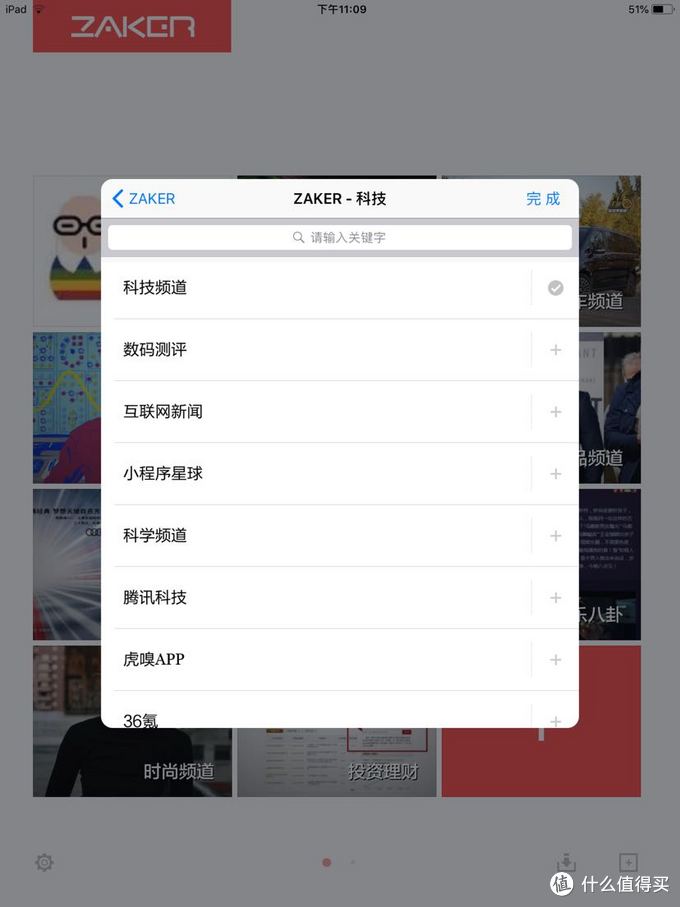 iPad
下午11:09
51%
ZAKER
ZAKER
ZAKER - 科技
完成
请输入关键字
科技频道
数码测评
互联网新闻
小程序星球
科学频道
腾讯科技
虎嗅APP
36氪
车频道
品频道
乐八卦
时尚频道
投资理财
值 什么值得买